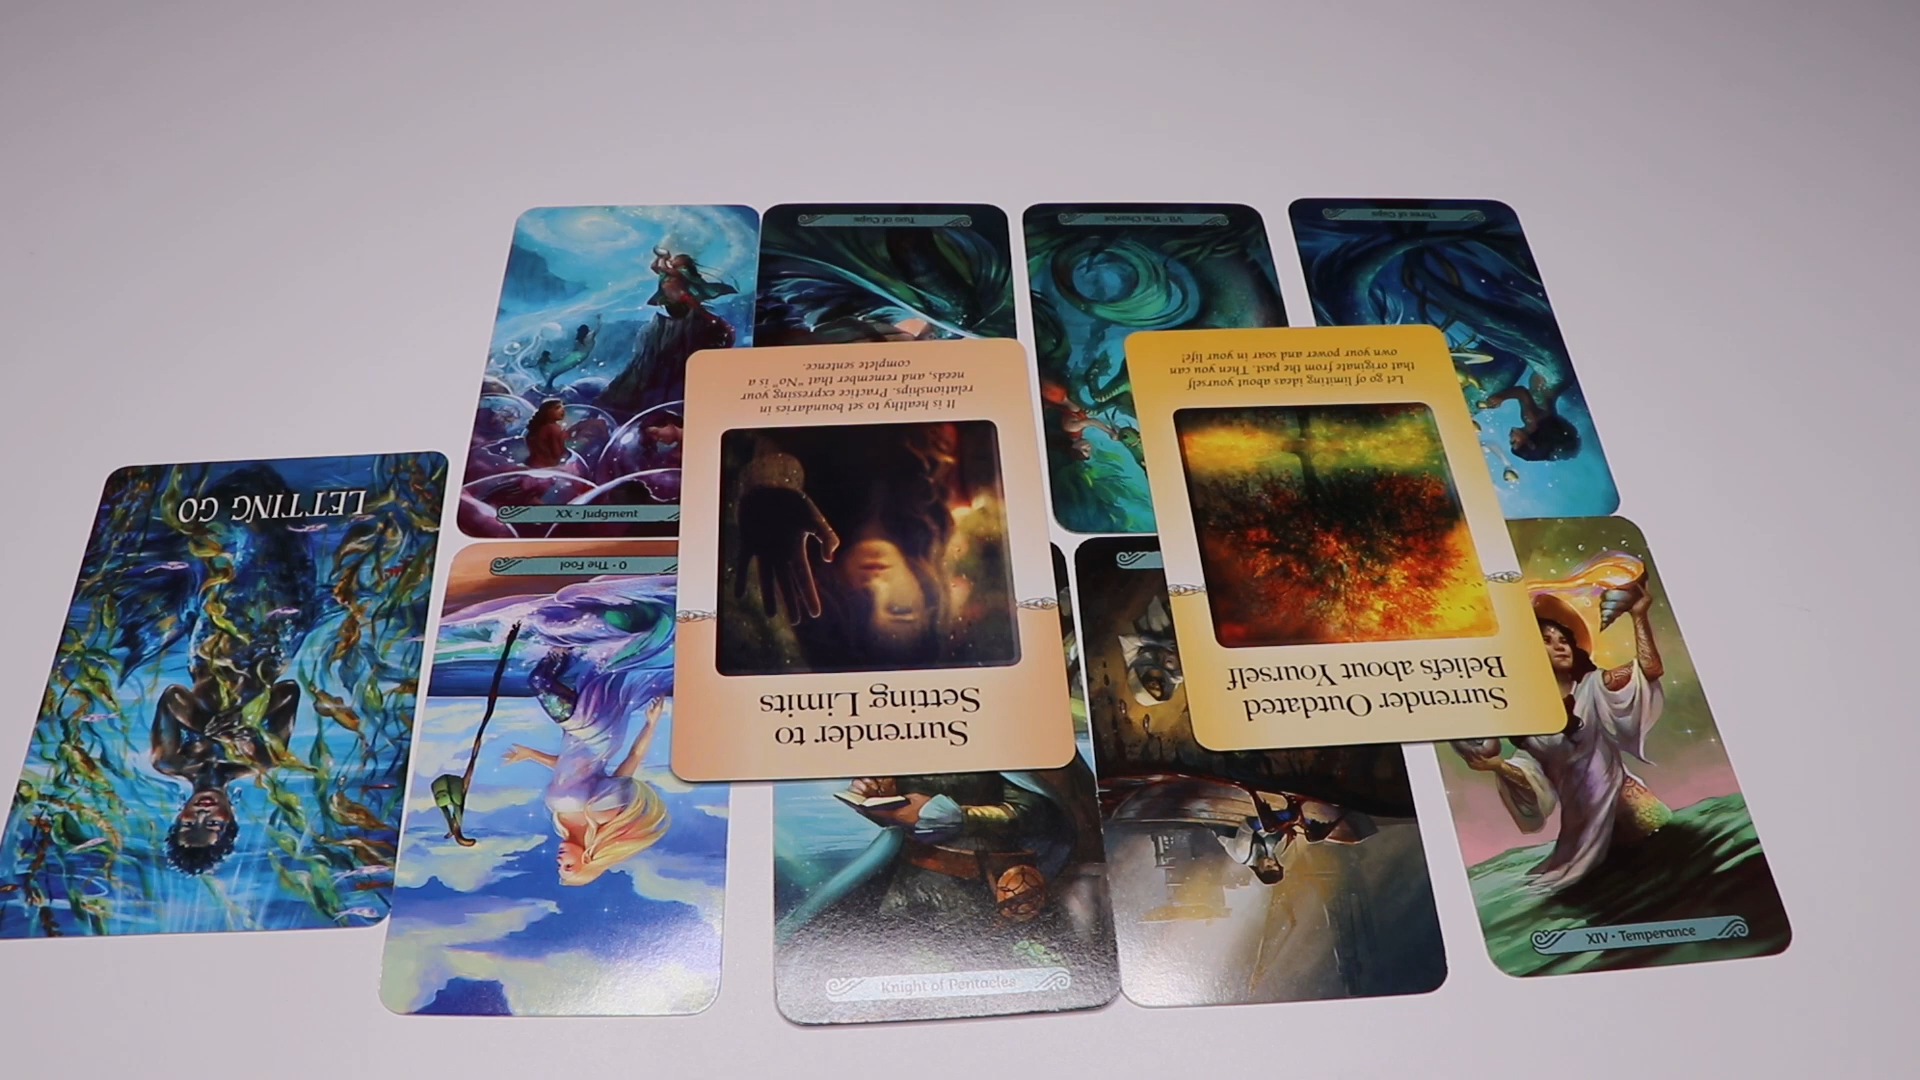 Two of Cups
VII • The Chariot
Three of Cups
XX • Judgment
LETTING GO
0 • The Fool
Surrender to
Setting Limits
It is healthy to set boundaries in
relationships. Practice expressing your
needs, and remember that "No" is a
complete sentence.
Surrender Outdated
Beliefs about Yourself
Let go of limiting ideas about yourself
that originate from the past. Then you can
own your power and soar in your life!
Knight of Pentacles
XIV • Temperance